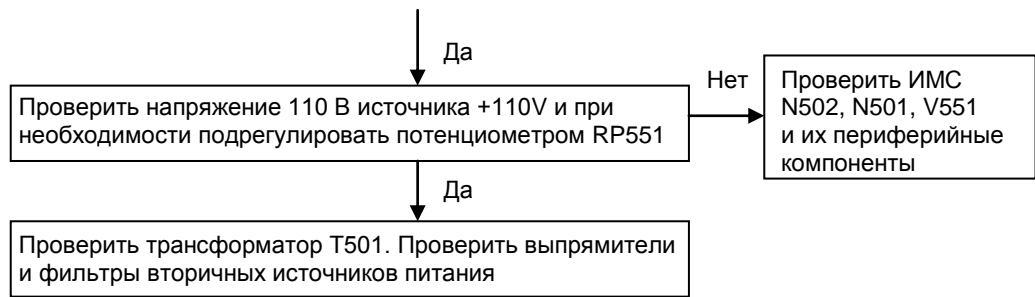 Да
Проверить напряжение 110 В источника +110V и при
необходимости подрегулировать потенциометром RP551
Нет
Проверить ИМС
N502, N501, V551
и их периферийные
компоненты
Да
Проверить трансформатор T501. Проверить выпрямители
и фильтры вторичных источников питания